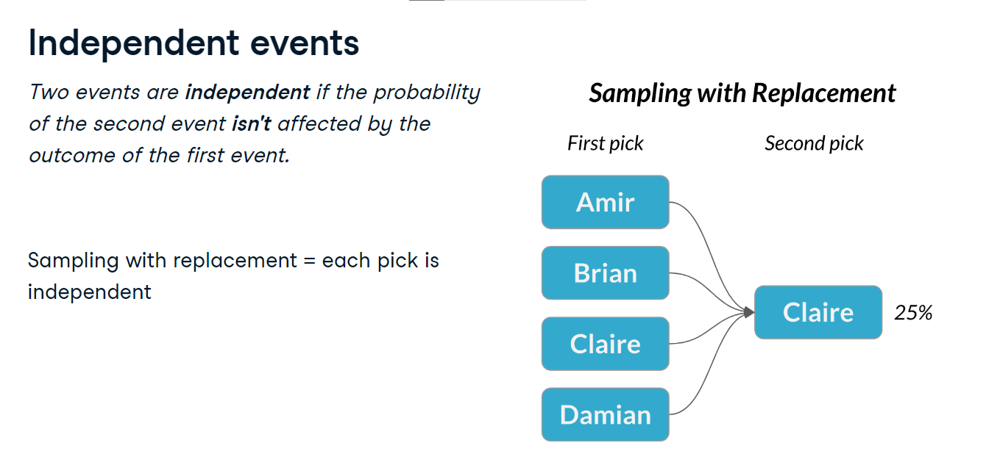 Independent events
Two events are independent if the probability
of the second event isn't affected by the
outcome of the first event.
Sampling with replacement = each pick is
independent
Sampling with Replacement
First pick
Second pick
Amir
Brian
Claire
Damian
Claire
25%